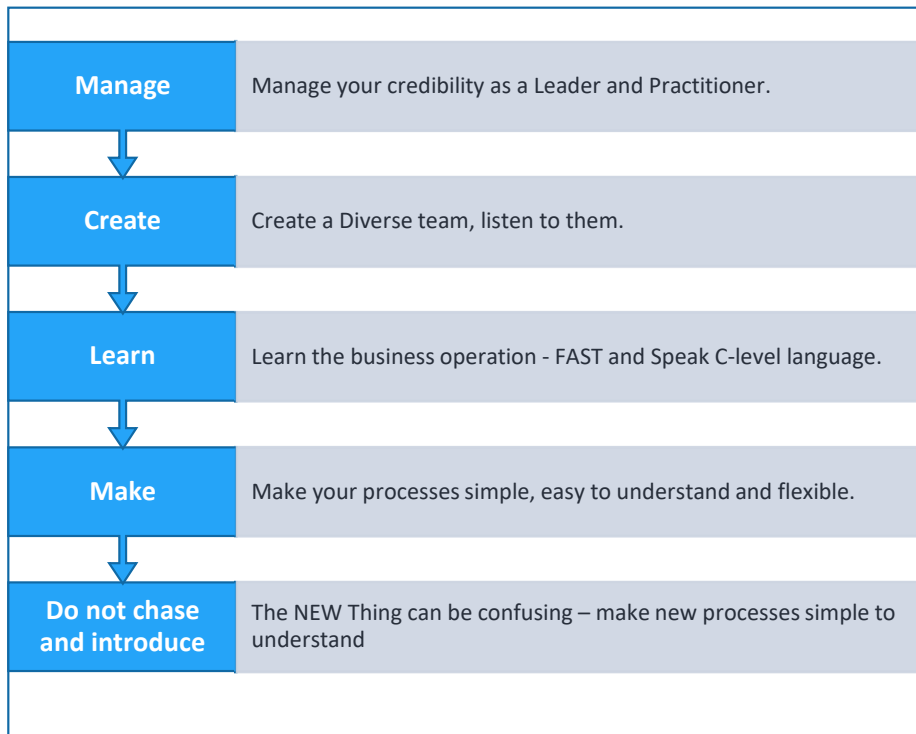 Manage
Manage your credibility as a Leader and Practitioner.
Create
Create a Diverse team, listen to them.
Learn
Learn the business operation - FAST and Speak C-level language.
Make
Make your processes simple, easy to understand and flexible.
Do not chase
and introduce
The NEW Thing can be confusing – make new processes simple to
understand